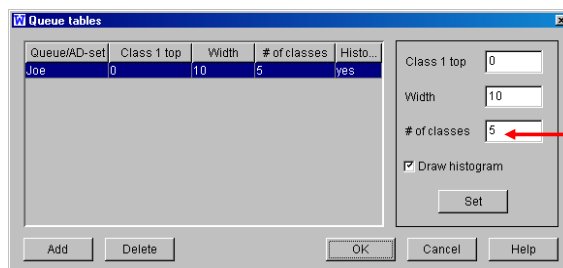 Queue tables
Queue/AD-set Class 1 top Width # of classes Histo...
Joe 0 10 5 yes
Class 1 top 0
Width 10
# of classes 5
Draw histogram
Set
Add Delete OK Cancel Help